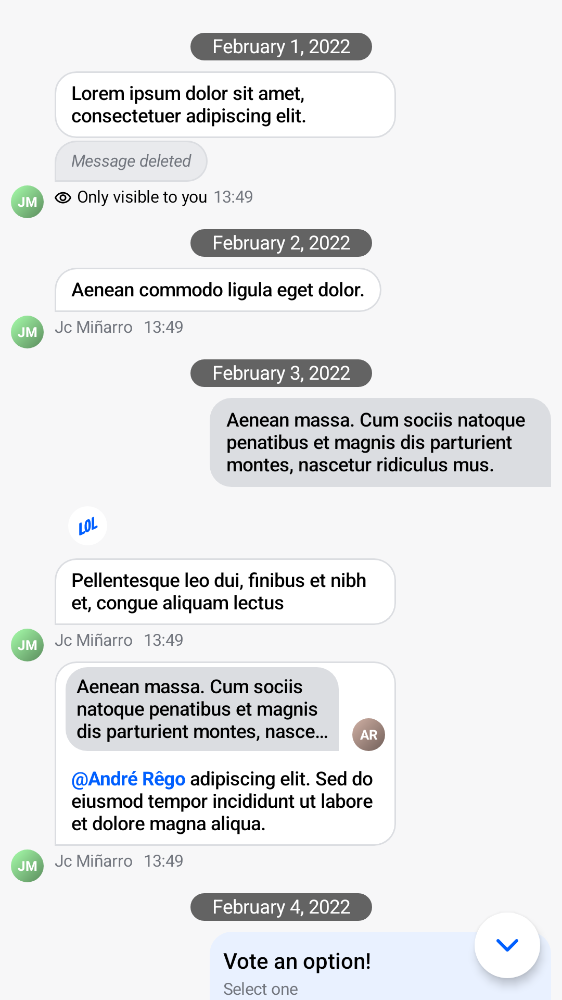 February 1, 2022
Lorem ipsum dolor sit amet,
consectetuer adipiscing elit.
Message deleted
JM
Only visible to you 13:49
February 2, 2022
Aenean commodo ligula eget dolor.
JM
Jc Miñarro 13:49
February 3, 2022
Aenean massa. Cum sociis natoque
penatibus et magnis dis parturient
montes, nascetur ridiculus mus.
LOL
Pellentesque leo dui, finibus et nibh
et, congue aliquam lectus
JM
Jc Miñarro 13:49
Aenean massa. Cum sociis
natoque penatibus et magnis
dis parturient montes, nasce...
AR
@André Rêgo adipiscing elit. Sed do
eiusmod tempor incididunt ut labore
et dolore magna aliqua.
JM
Jc Miñarro 13:49
February 4, 2022
Vote an option!
Select one